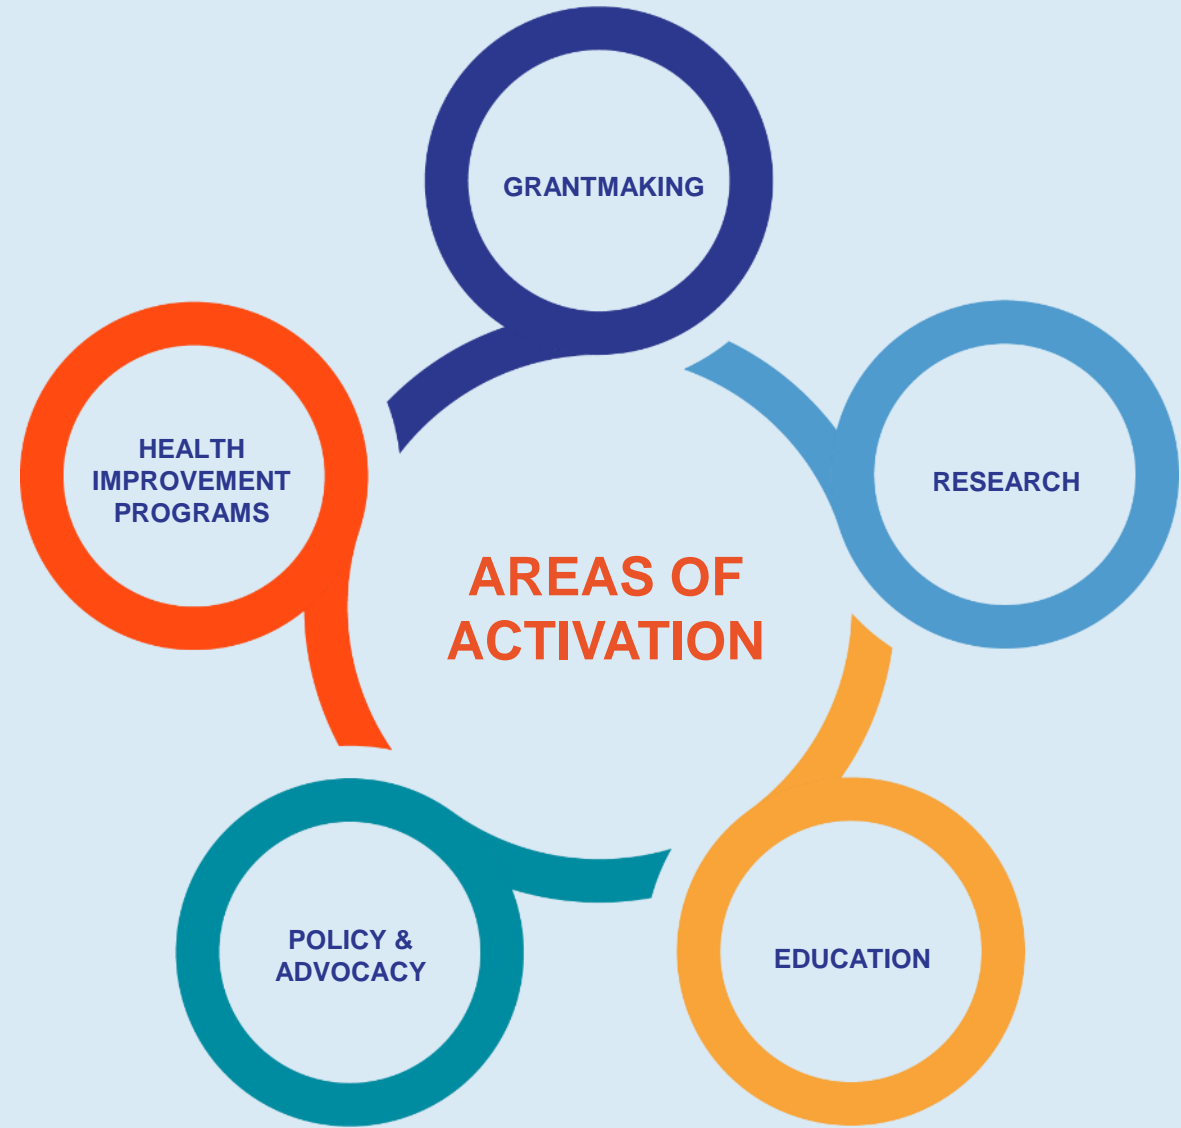 GRANTMAKING
HEALTH
IMPROVEMENT
PROGRAMS
RESEARCH
AREAS OF
ACTIVATION
POLICY &
ADVOCACY
EDUCATION